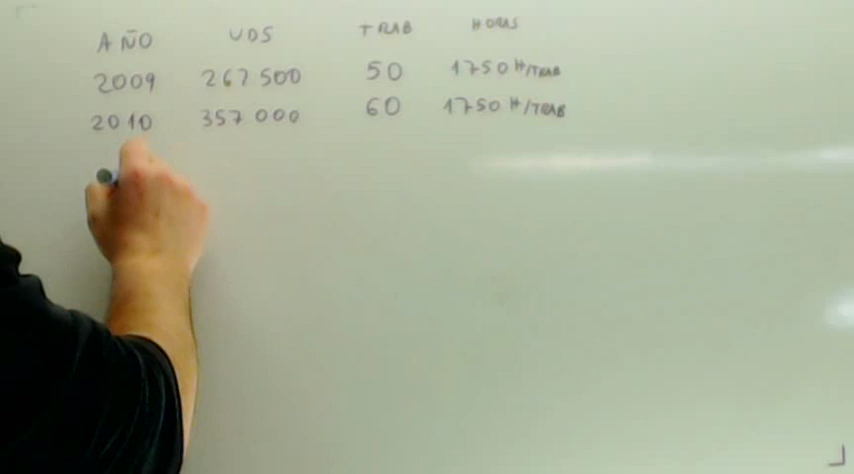 AÑO UDS TRAB HORAS
2009 267 500 50 1750 H/TRAB
2010 357 000 60 1750 H/TRAB